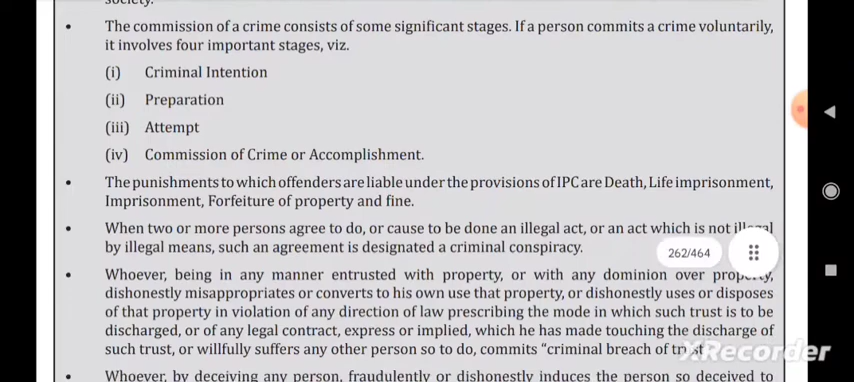 society.
• The commission of a crime consists of some significant stages. If a person commits a crime voluntarily,
it involves four important stages, viz.
(i) Criminal Intention
(ii) Preparation
(iii) Attempt
(iv) Commission of Crime or Accomplishment.
• The punishments to which offenders are liable under the provisions of IPC are Death, Life imprisonment,
Imprisonment, Forfeiture of property and fine.
• When two or more persons agree to do, or cause to be done an illegal act, or an act which is not illegal
by illegal means, such an agreement is designated a criminal conspiracy.
262/464
• Whoever, being in any manner entrusted with property, or with any dominion over property,
dishonestly misappropriates or converts to his own use that property, or dishonestly uses or disposes
of that property in violation of any direction of law prescribing the mode in which such trust is to be
discharged, or of any legal contract, express or implied, which he has made touching the discharge of
such trust, or willfully suffers any other person so to do, commits “criminal breach of trust”
XRecorder
• Whoever, by deceiving any person, fraudulently or dishonestly induces the person so deceived to